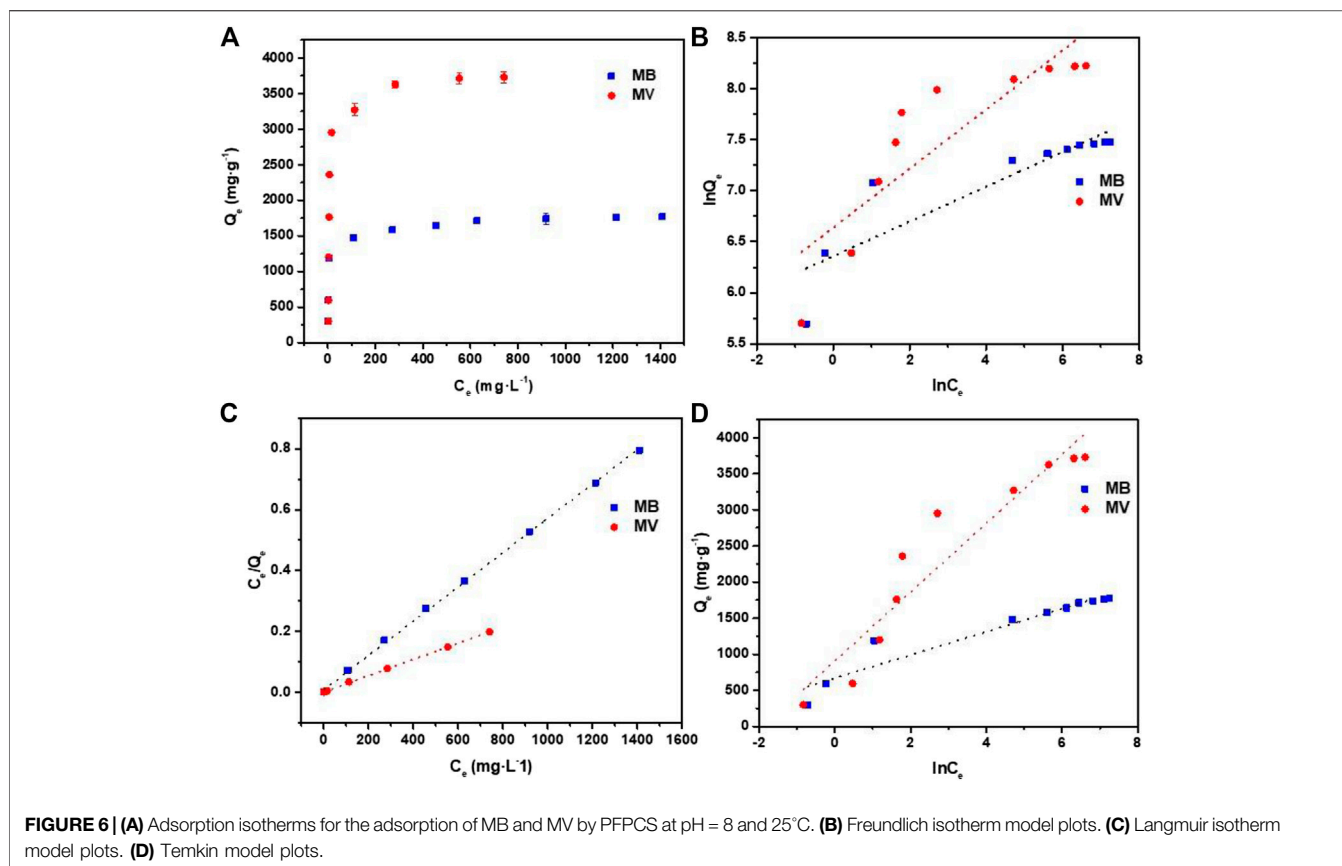 A
4000
3500
3000
2500
2000
1500
1000
500
0
Qe (mg·g-1)
MB
MV
0 200 400 600 800 1000 1200 1400
Ce (mg·L-1)
B
8.5
8.0
7.5
7.0
6.5
6.0
5.5
lnQe
MB
MV
-2 0 2 4 6 8
lnCe
C
0.8
0.6
0.4
0.2
0.0
Ce/Qe
MB
MV
0 200 400 600 800 1000 1200 1400 1600
Ce (mg·L-1)
D
4000
3500
3000
2500
2000
1500
1000
500
0
Qe (mg·g-1)
MB
MV
-2 0 2 4 6 8
lnCe
FIGURE 6 | (A) Adsorption isotherms for the adsorption of MB and MV by PFPCS at pH = 8 and 25°C. (B) Freundlich isotherm model plots. (C) Langmuir isotherm
model plots. (D) Temkin model plots.